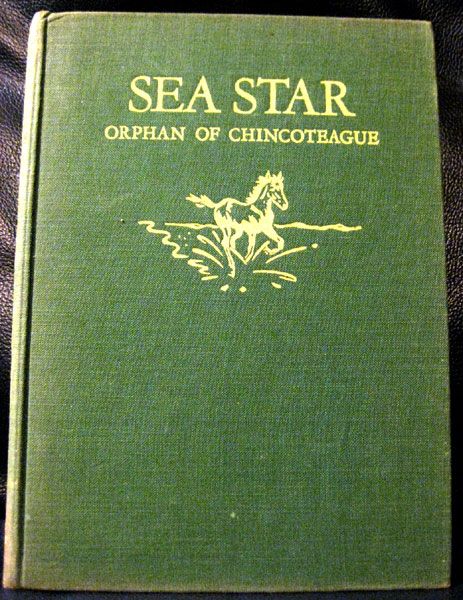 SEA STAR
ORPHAN OF CHINCOTEAGUE